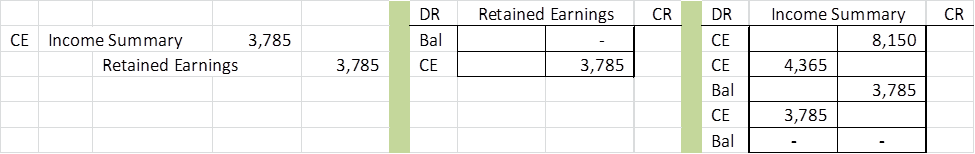 DR Retained Earnings CR DR Income Summary CR
CE Income Summary 3,785 Bal - CE 8,150
Retained Earnings 3,785 CE 3,785 CE 4,365
Bal 3,785
CE 3,785
Bal - -